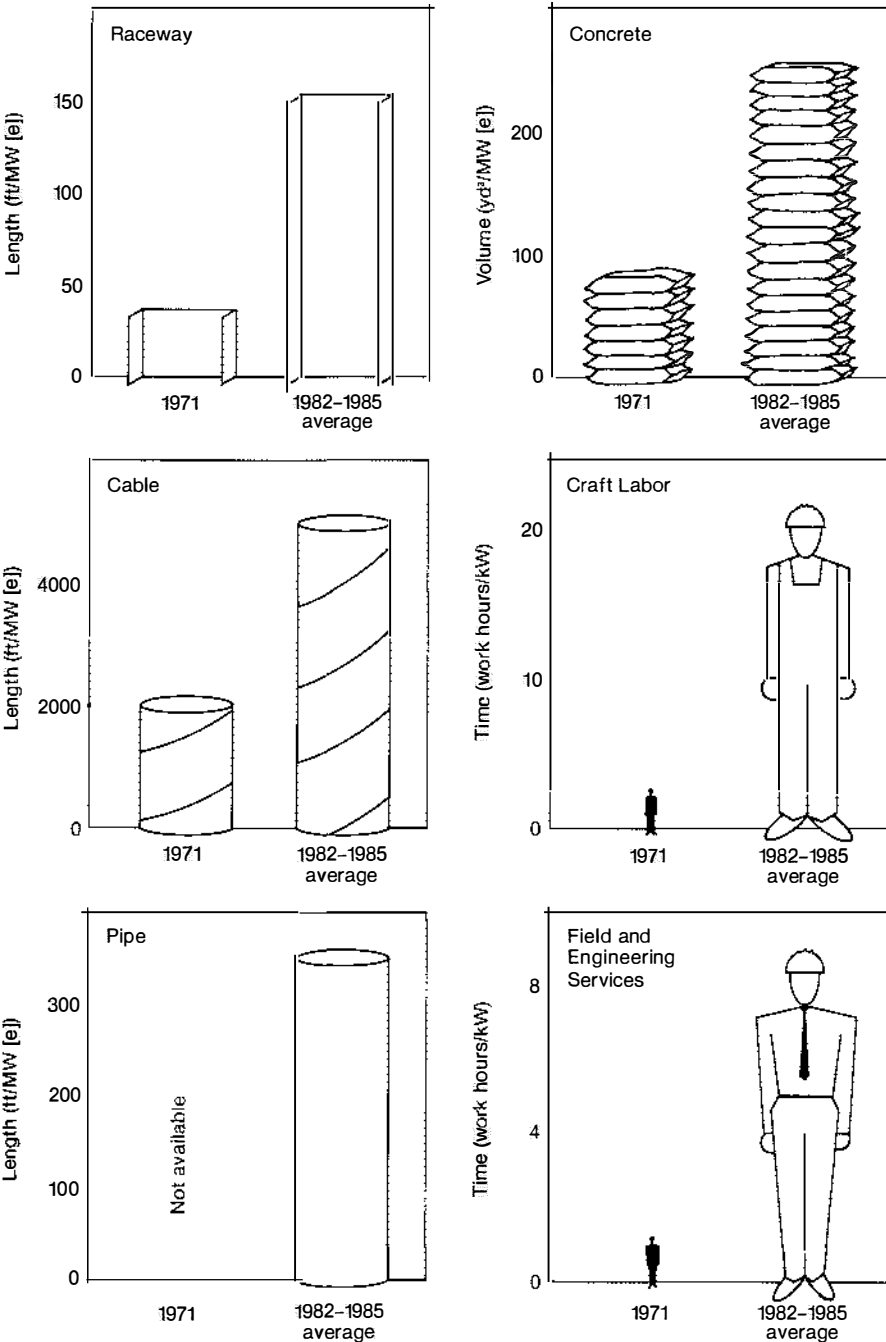 Raceway
Length (ft/MW [e])
150
100
50
0
1971
1982–1985
average
Concrete
Volume (yd³/MW [e])
200
100
0
1971
1982–1985
average
Cable
Length (ft/MW [e])
4000
2000
0
1971
1982–1985
average
Craft Labor
Time (work hours/kW)
20
10
0
1971
1982–1985
average
Pipe
Length (ft/MW [e])
300
200
100
0
Not available
1971
1982–1985
average
Field and
Engineering
Services
Time (work hours/kW)
8
4
0
1971
1982–1985
average